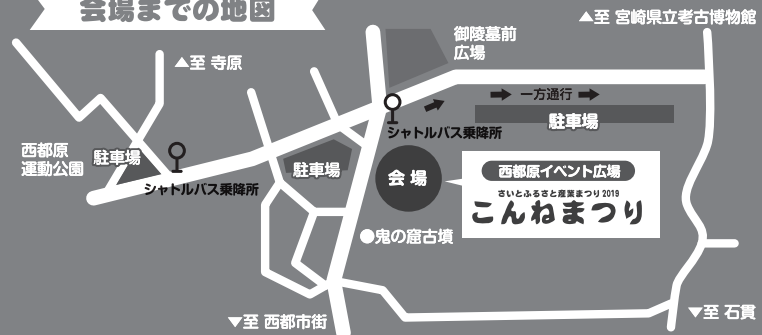 会場までの地図
▲至 宮崎県立考古博物館
御陵墓前
広場
▲至 寺原
一方通行
駐車場
シャトルバス乗降所
西都原
運動公園
駐車場
シャトルバス乗降所
駐車場
会 場
西都原イベント広場
さいとふるさと産業まつり2019
こんねまつり
●鬼の窟古墳
▼至 西都市街
▼至 石貫